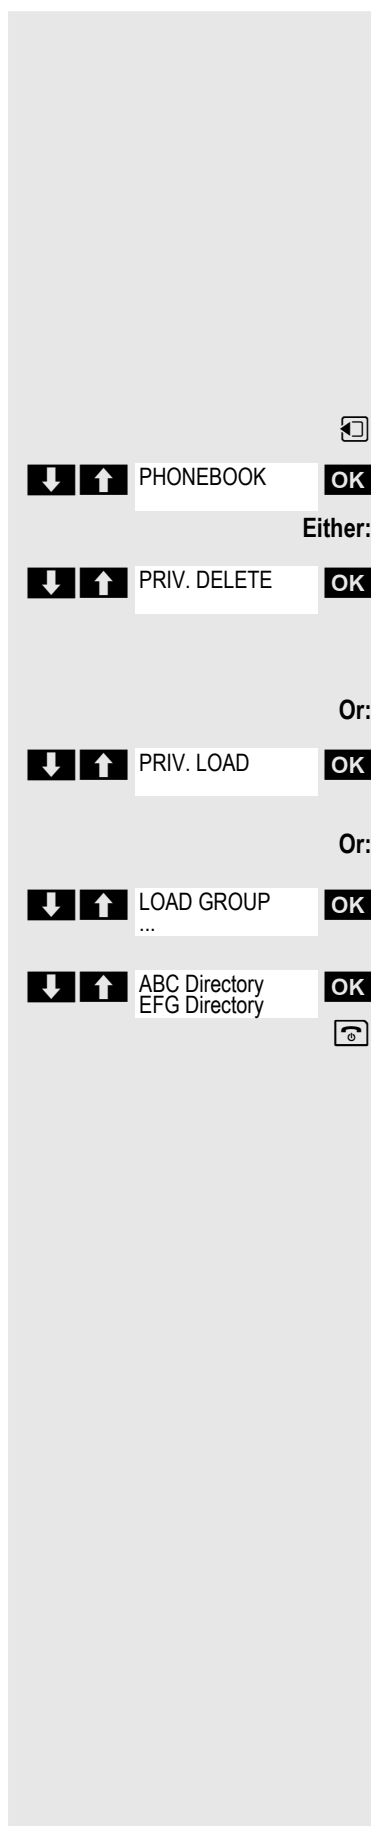 PHONEBOOK OK
Either:
PRIV. DELETE OK
Or:
PRIV. LOAD OK
Or:
LOAD GROUP OK
...
ABC Directory OK
EFG Directory